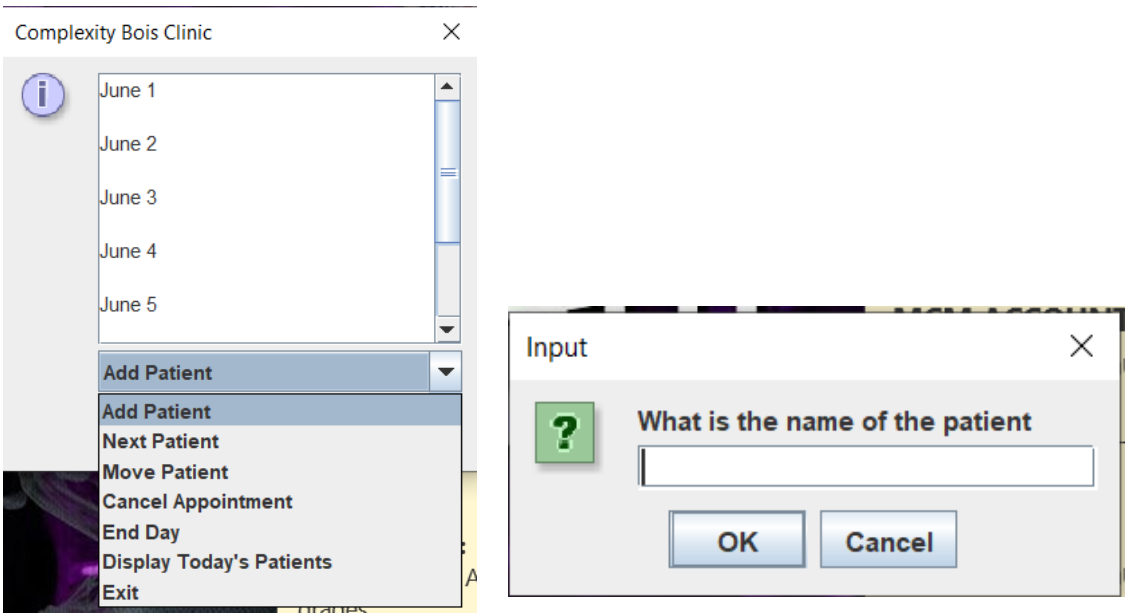 Complexity Bois Clinic
June 1
June 2
June 3
June 4
June 5
Add Patient
Add Patient
Next Patient
Move Patient
Cancel Appointment
End Day
Display Today's Patients
Exit
Input
What is the name of the patient
OK
Cancel